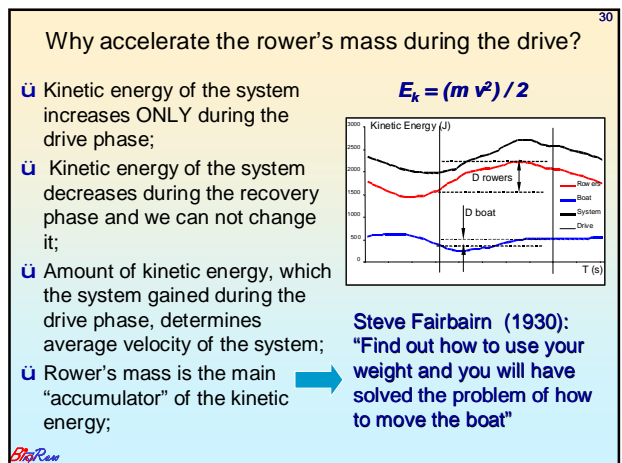 30
Why accelerate the rower's mass during the drive?
ü Kinetic energy of the system
increases ONLY during the
drive phase;
ü Kinetic energy of the system
decreases during the recovery
phase and we can not change
it;
ü Amount of kinetic energy, which
the system gained during the
drive phase, determines
average velocity of the system;
ü Rower's mass is the main
"accumulator" of the kinetic
energy;
Ek = (m v²) / 2
Kinetic Energy (J)
3000
2500
2000
1500
1000
500
0
D rowers
D boat
Rowers
Boat
System
Drive
T (s)
Steve Fairbairn (1930):
"Find out how to use your
weight and you will have
solved the problem of how
to move the boat"
BioRow